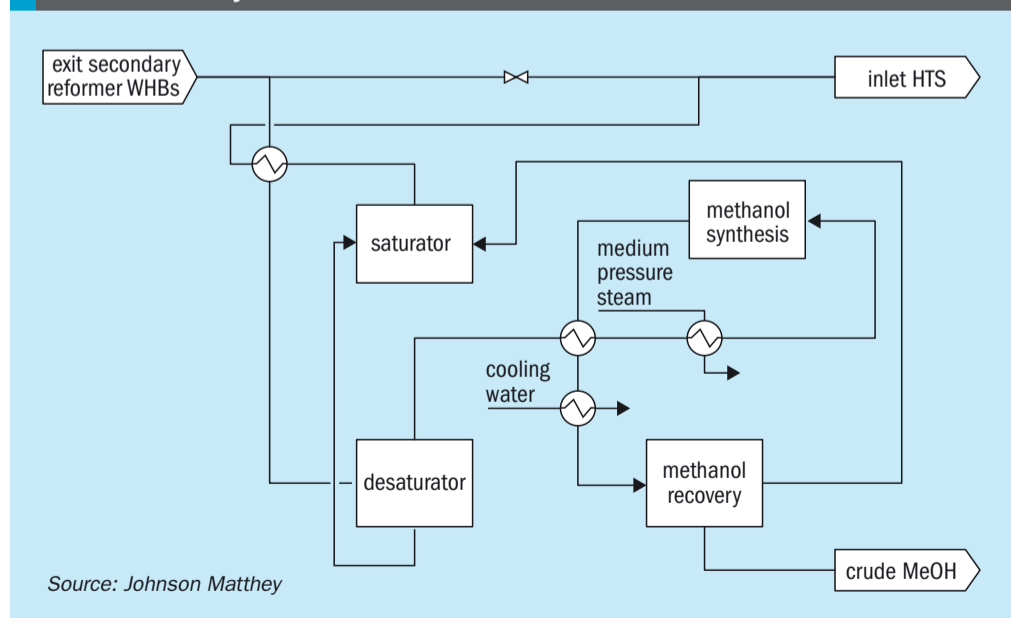 exit secondary
reformer WHBs
inlet HTS
methanol
synthesis
saturator
medium
pressure
steam
cooling
water
desaturator
methanol
recovery
crude MeOH
Source: Johnson Matthey